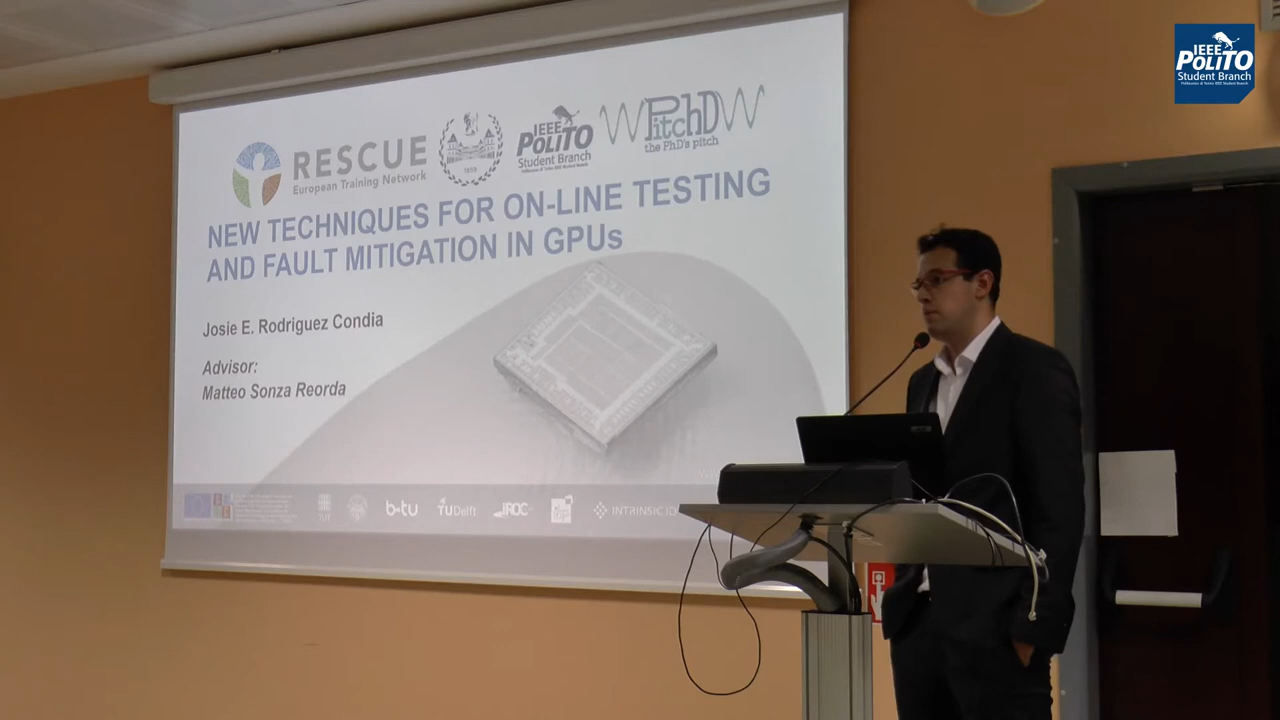 IEEE
POLITO
Student Branch
RESCUE
European Training Network
1859
IEEE
POLITO
Student Branch
W PitchD W
the PhD's pitch
NEW TECHNIQUES FOR ON-LINE TESTING
AND FAULT MITIGATION IN GPUs
Josie E. Rodriguez Condia
Advisor:
Matteo Sonza Reorda
b-tu
TUDelft
iROC
INTRINSIC ID